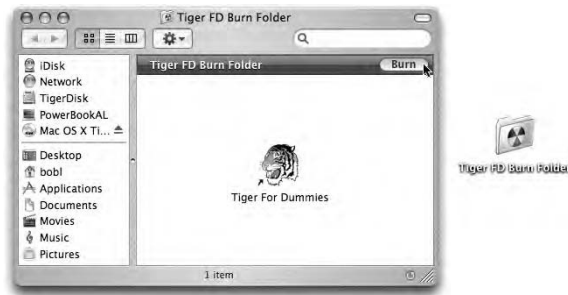 Tiger FD Burn Folder
iDisk
Network
TigerDisk
PowerBookAL
Mac OS X Ti...
Desktop
bobl
Applications
Documents
Movies
Music
Pictures
Tiger FD Burn Folder
Burn
Tiger For Dummies
1 item
Tiger FD Burn Folder